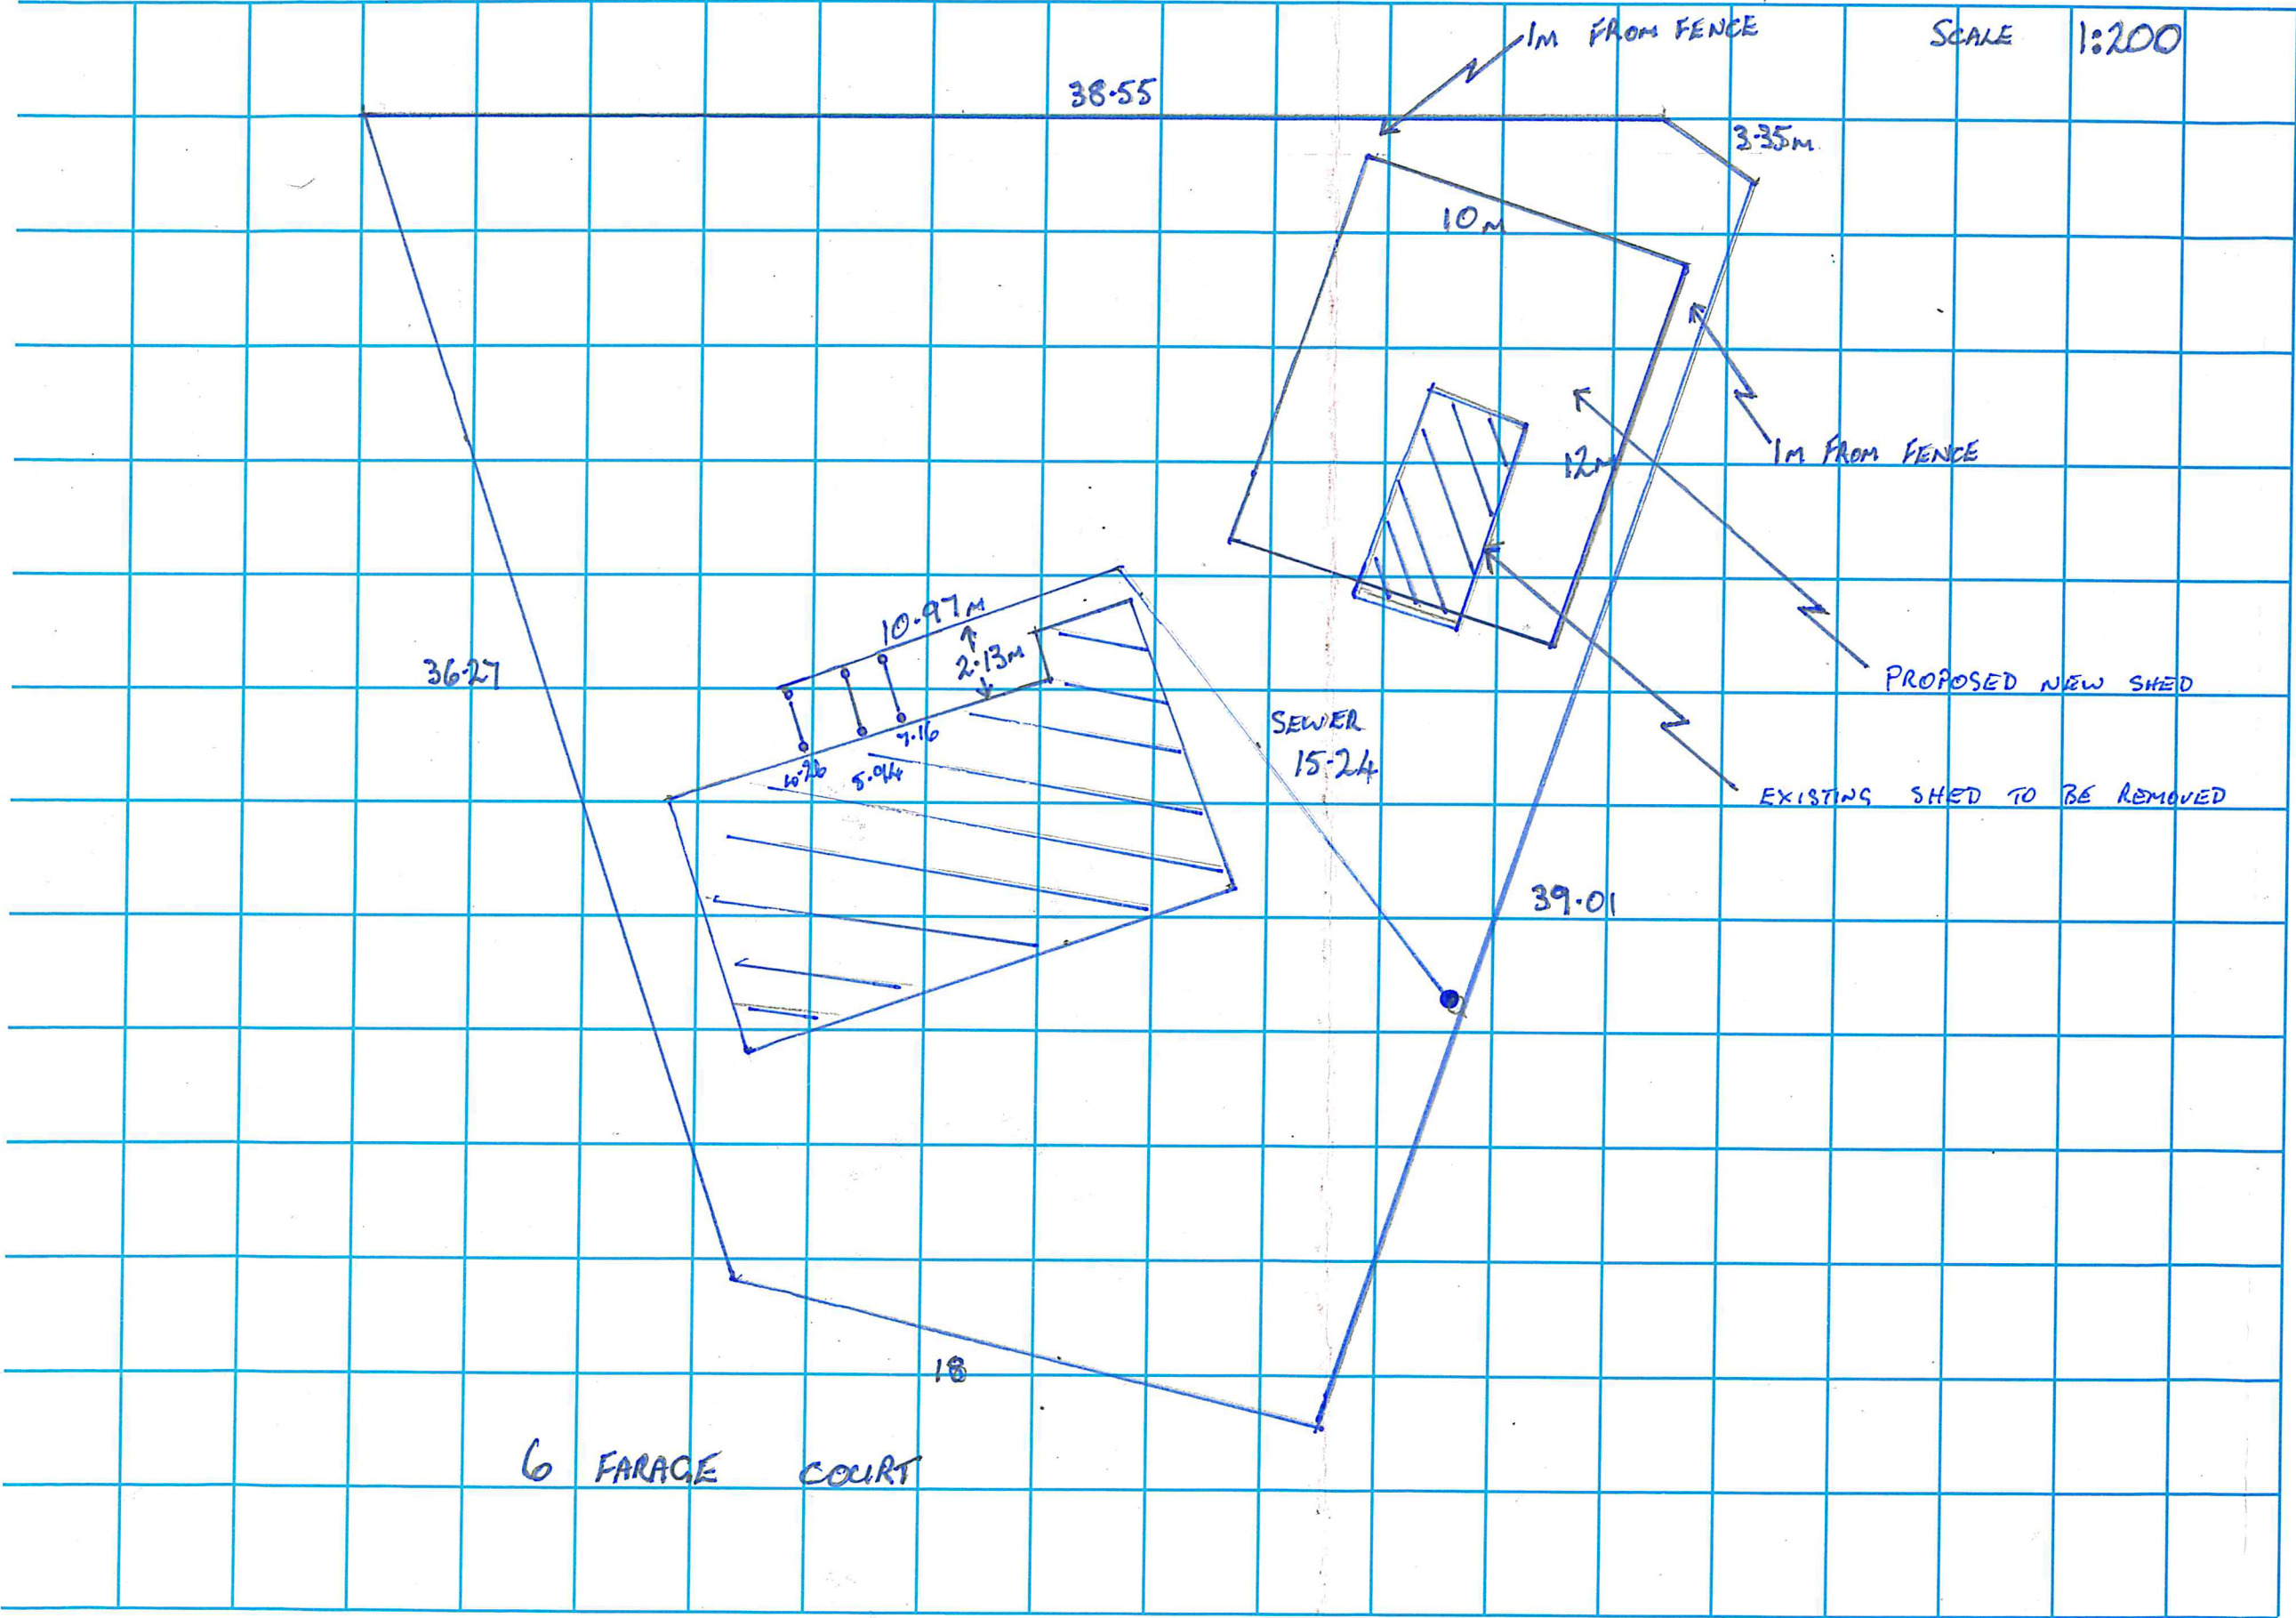 1M FROM FENCE
SCALE 1:200
38.55
3.35M
10M
12M
1M FROM FENCE
10.97M
2.13M
36.27
PROPOSED NEW SHED
SEWER
15.24
7.16
EXISTING SHED TO BE REMOVED
39.01
18
6 FARAGE COURT